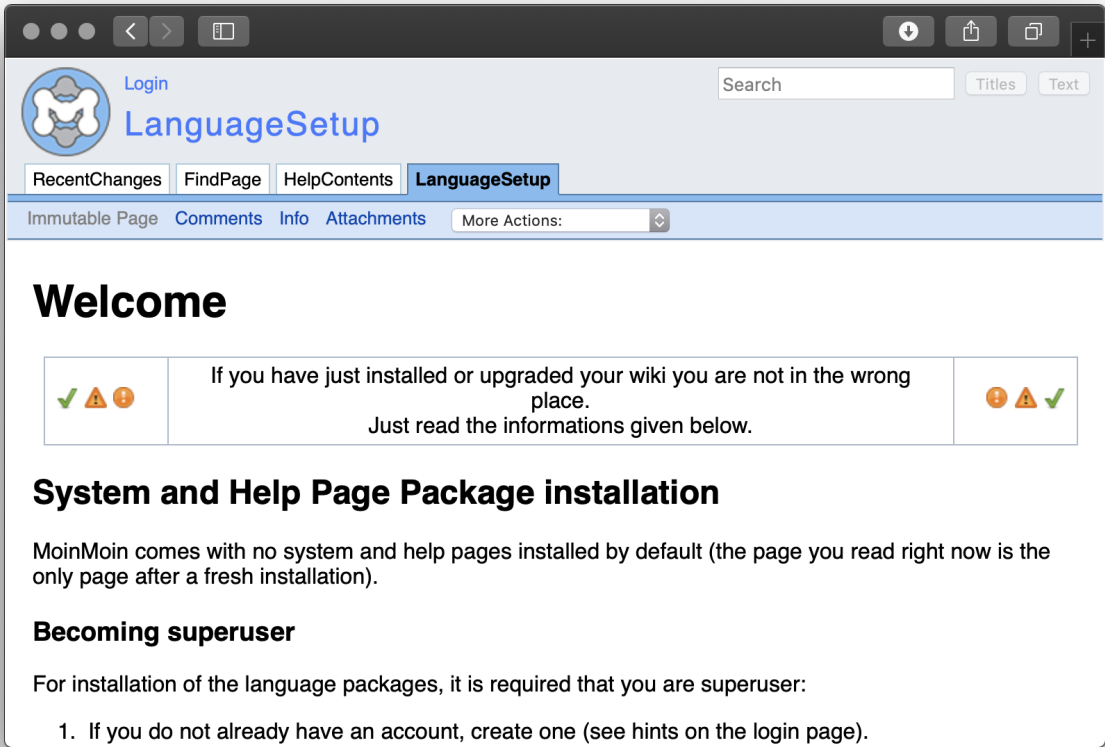 Login
LanguageSetup
Search
Titles
Text
RecentChanges
FindPage
HelpContents
LanguageSetup
Immutable Page
Comments
Info
Attachments
More Actions:
Welcome
If you have just installed or upgraded your wiki you are not in the wrong
place.
Just read the informations given below.
System and Help Page Package installation
MoinMoin comes with no system and help pages installed by default (the page you read right now is the
only page after a fresh installation).
Becoming superuser
For installation of the language packages, it is required that you are superuser:
1. If you do not already have an account, create one (see hints on the login page).